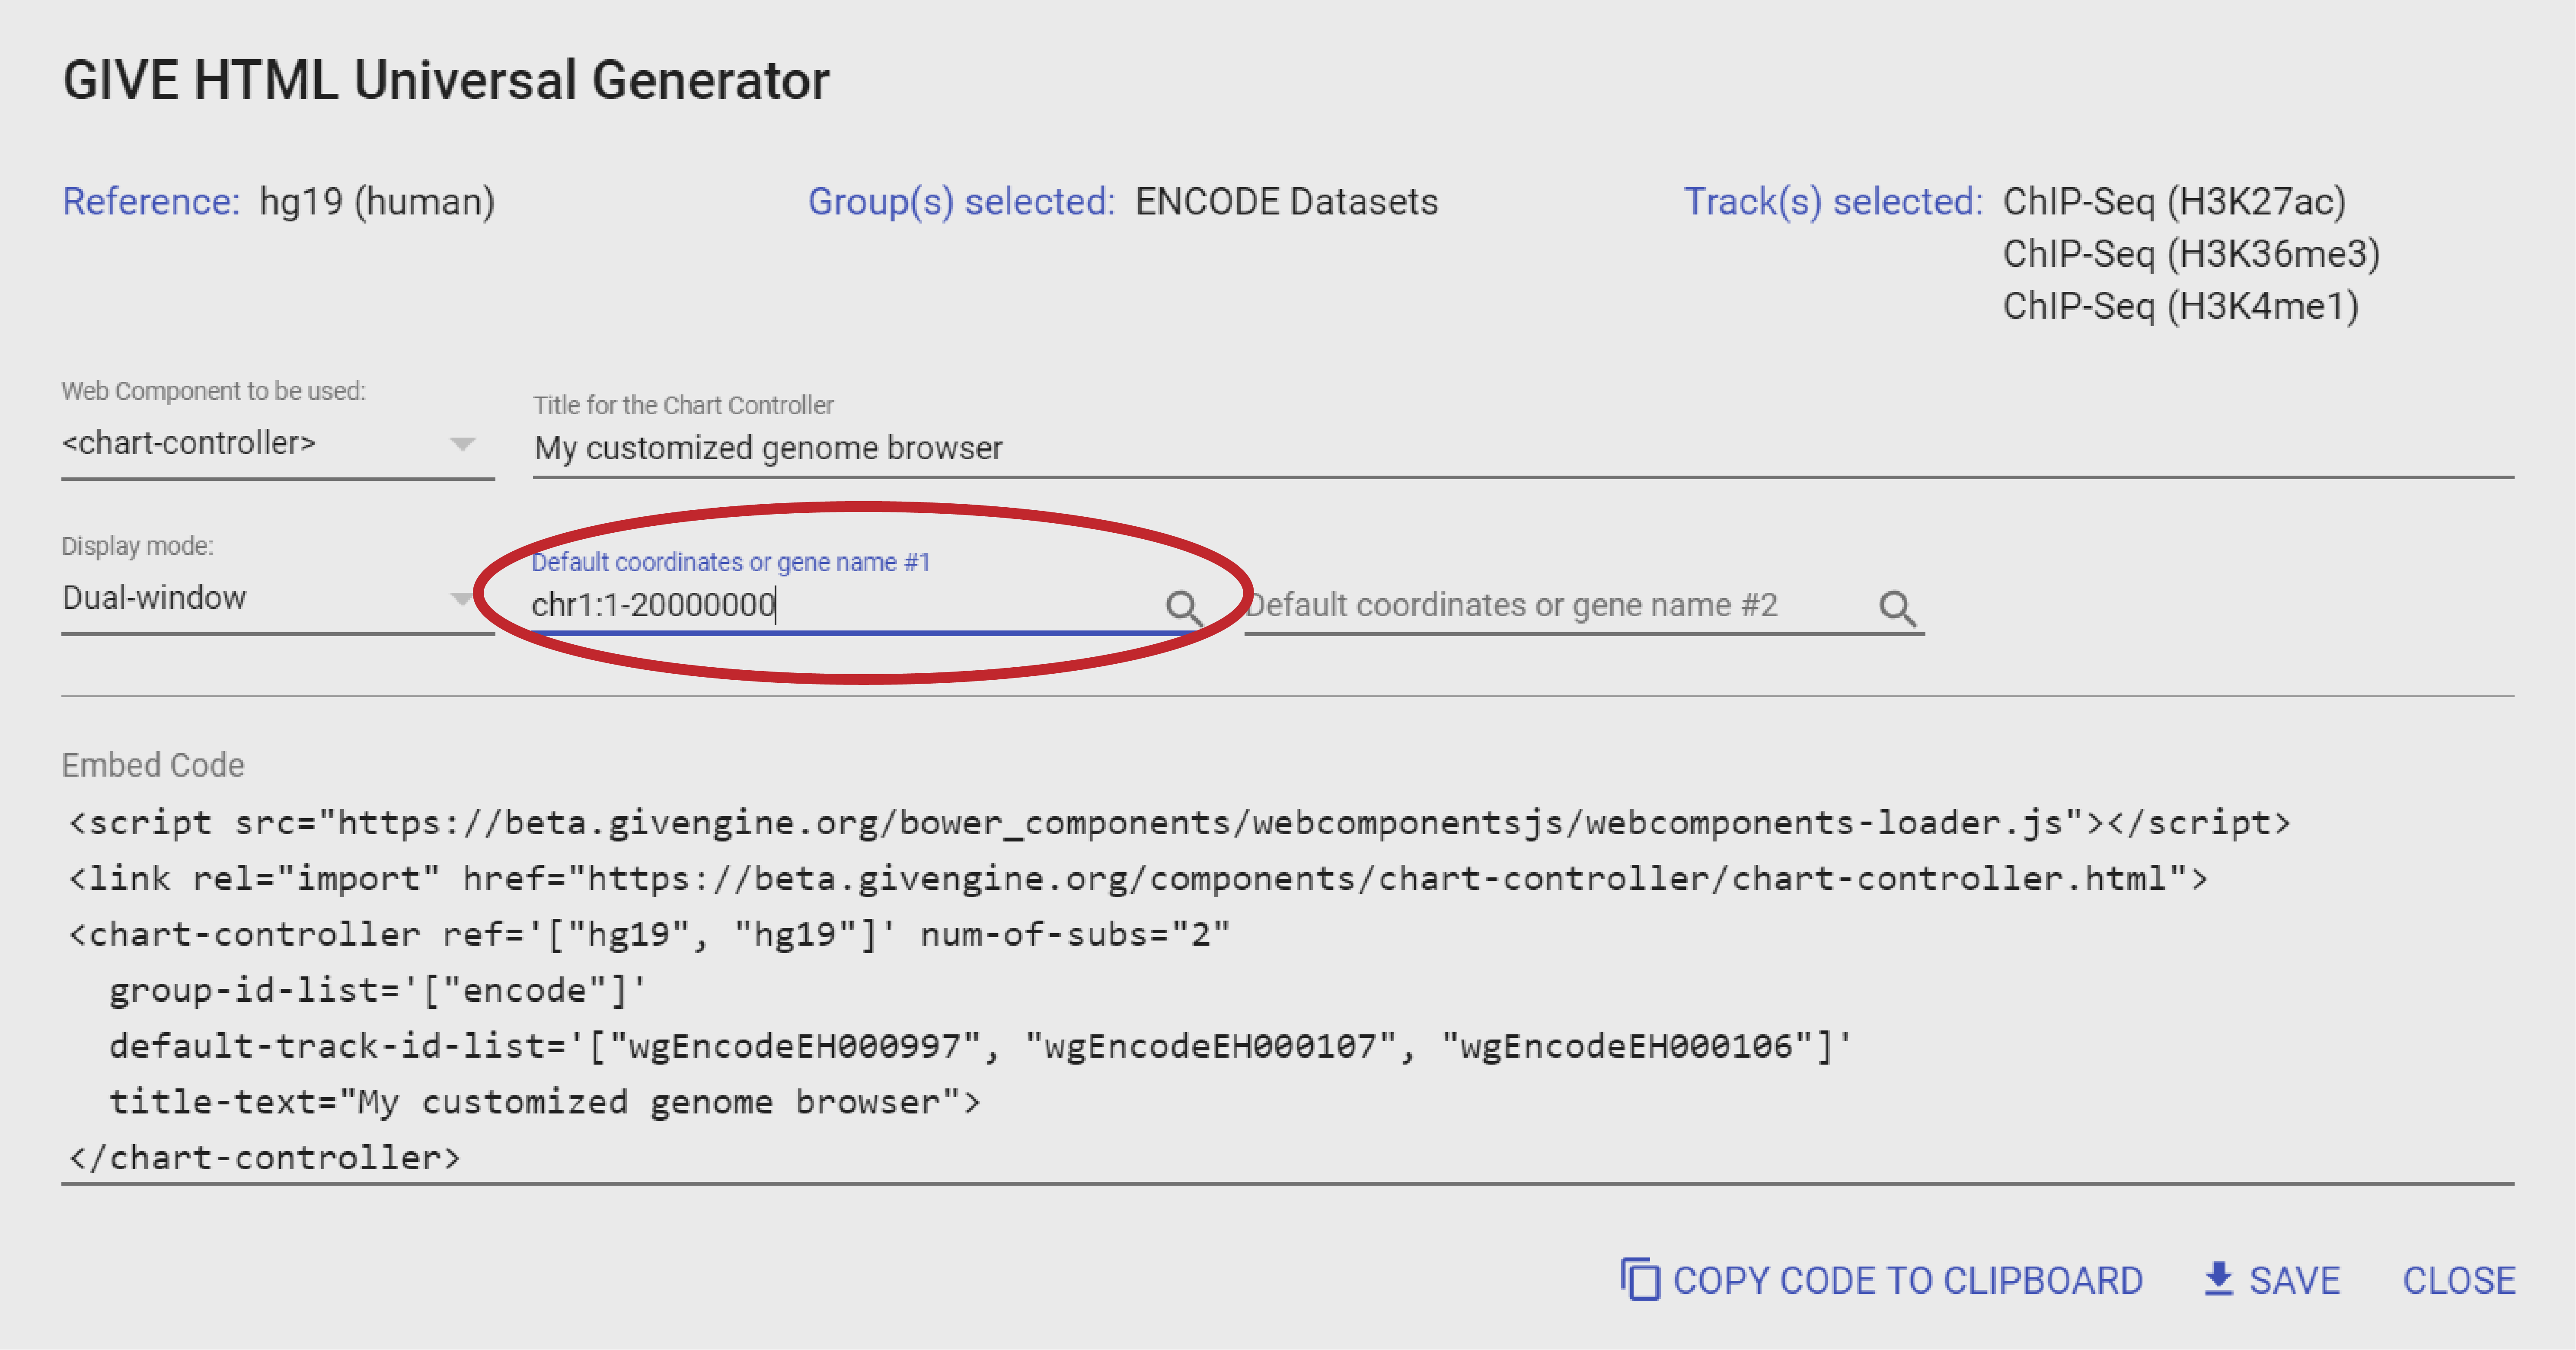 GIVE HTML Universal Generator
Reference: hg19 (human)
Group(s) selected: ENCODE Datasets
Track(s) selected: ChIP-Seq (H3K27ac)
ChIP-Seq (H3K36me3)
ChIP-Seq (H3K4me1)
Web Component to be used:
<chart-controller>
Title for the Chart Controller
My customized genome browser
Display mode:
Dual-window
Default coordinates or gene name #1
chr1:1-20000000
Default coordinates or gene name #2
Embed Code
<script src="https://beta.givengine.org/bower_components/webcomponentsjs/webcomponents-loader.js"></script>
<link rel="import" href="https://beta.givengine.org/components/chart-controller/chart-controller.html">
<chart-controller ref='["hg19", "hg19"]' num-of-subs="2"
group-id-list='["encode"]'
default-track-id-list='["wgEncodeEH000997", "wgEncodeEH000107", "wgEncodeEH000106"]'
title-text="My customized genome browser">
</chart-controller>
COPY CODE TO CLIPBOARD
SAVE
CLOSE